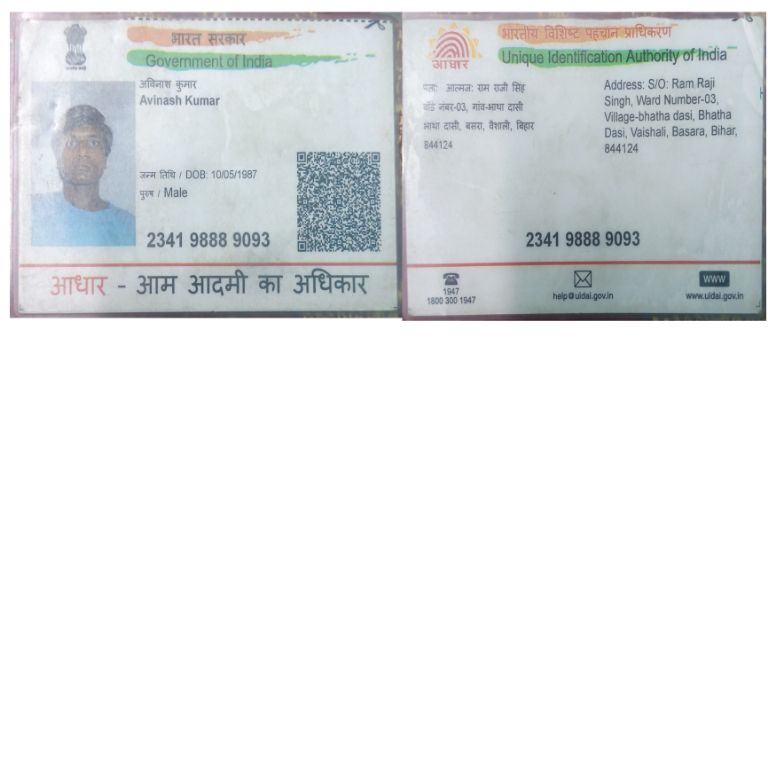 भारत सरकार
Government of India
अविनाश कुमार
Avinash Kumar
जन्म तिथि / DOB: 10/05/1987
पुरुष / Male
2341 9888 9093
आधार - आम आदमी का अधिकार
भारतीय विशिष्ट पहचान प्राधिकरण
Unique Identification Authority of India
आधार
पताः आत्मजः राम राजी सिंह
वार्ड नंबर-03, गांव-भाथा दासी
भाथा दासी, बसरा, वैशाली, बिहार
844124
Address: S/O: Ram Raji
Singh, Ward Number-03,
Village-bhatha dasi, Bhatha
Dasi, Vaishali, Basara, Bihar,
844124
2341 9888 9093
1947
1800 300 1947
help@uidai.gov.in
WWW
www.uidai.gov.in